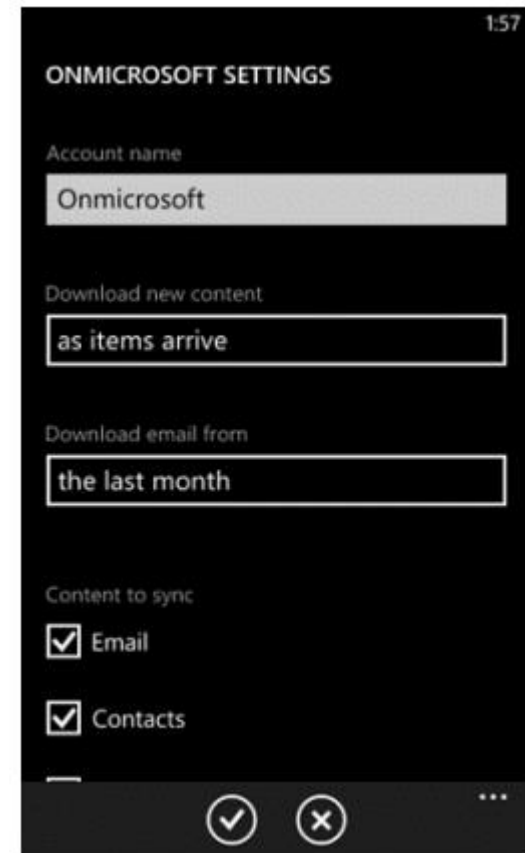 1:57
ONMICROSOFT SETTINGS
Account name
Onmicrosoft
Download new content
as items arrive
Download email from
the last month
Content to sync
Email
Contacts
...